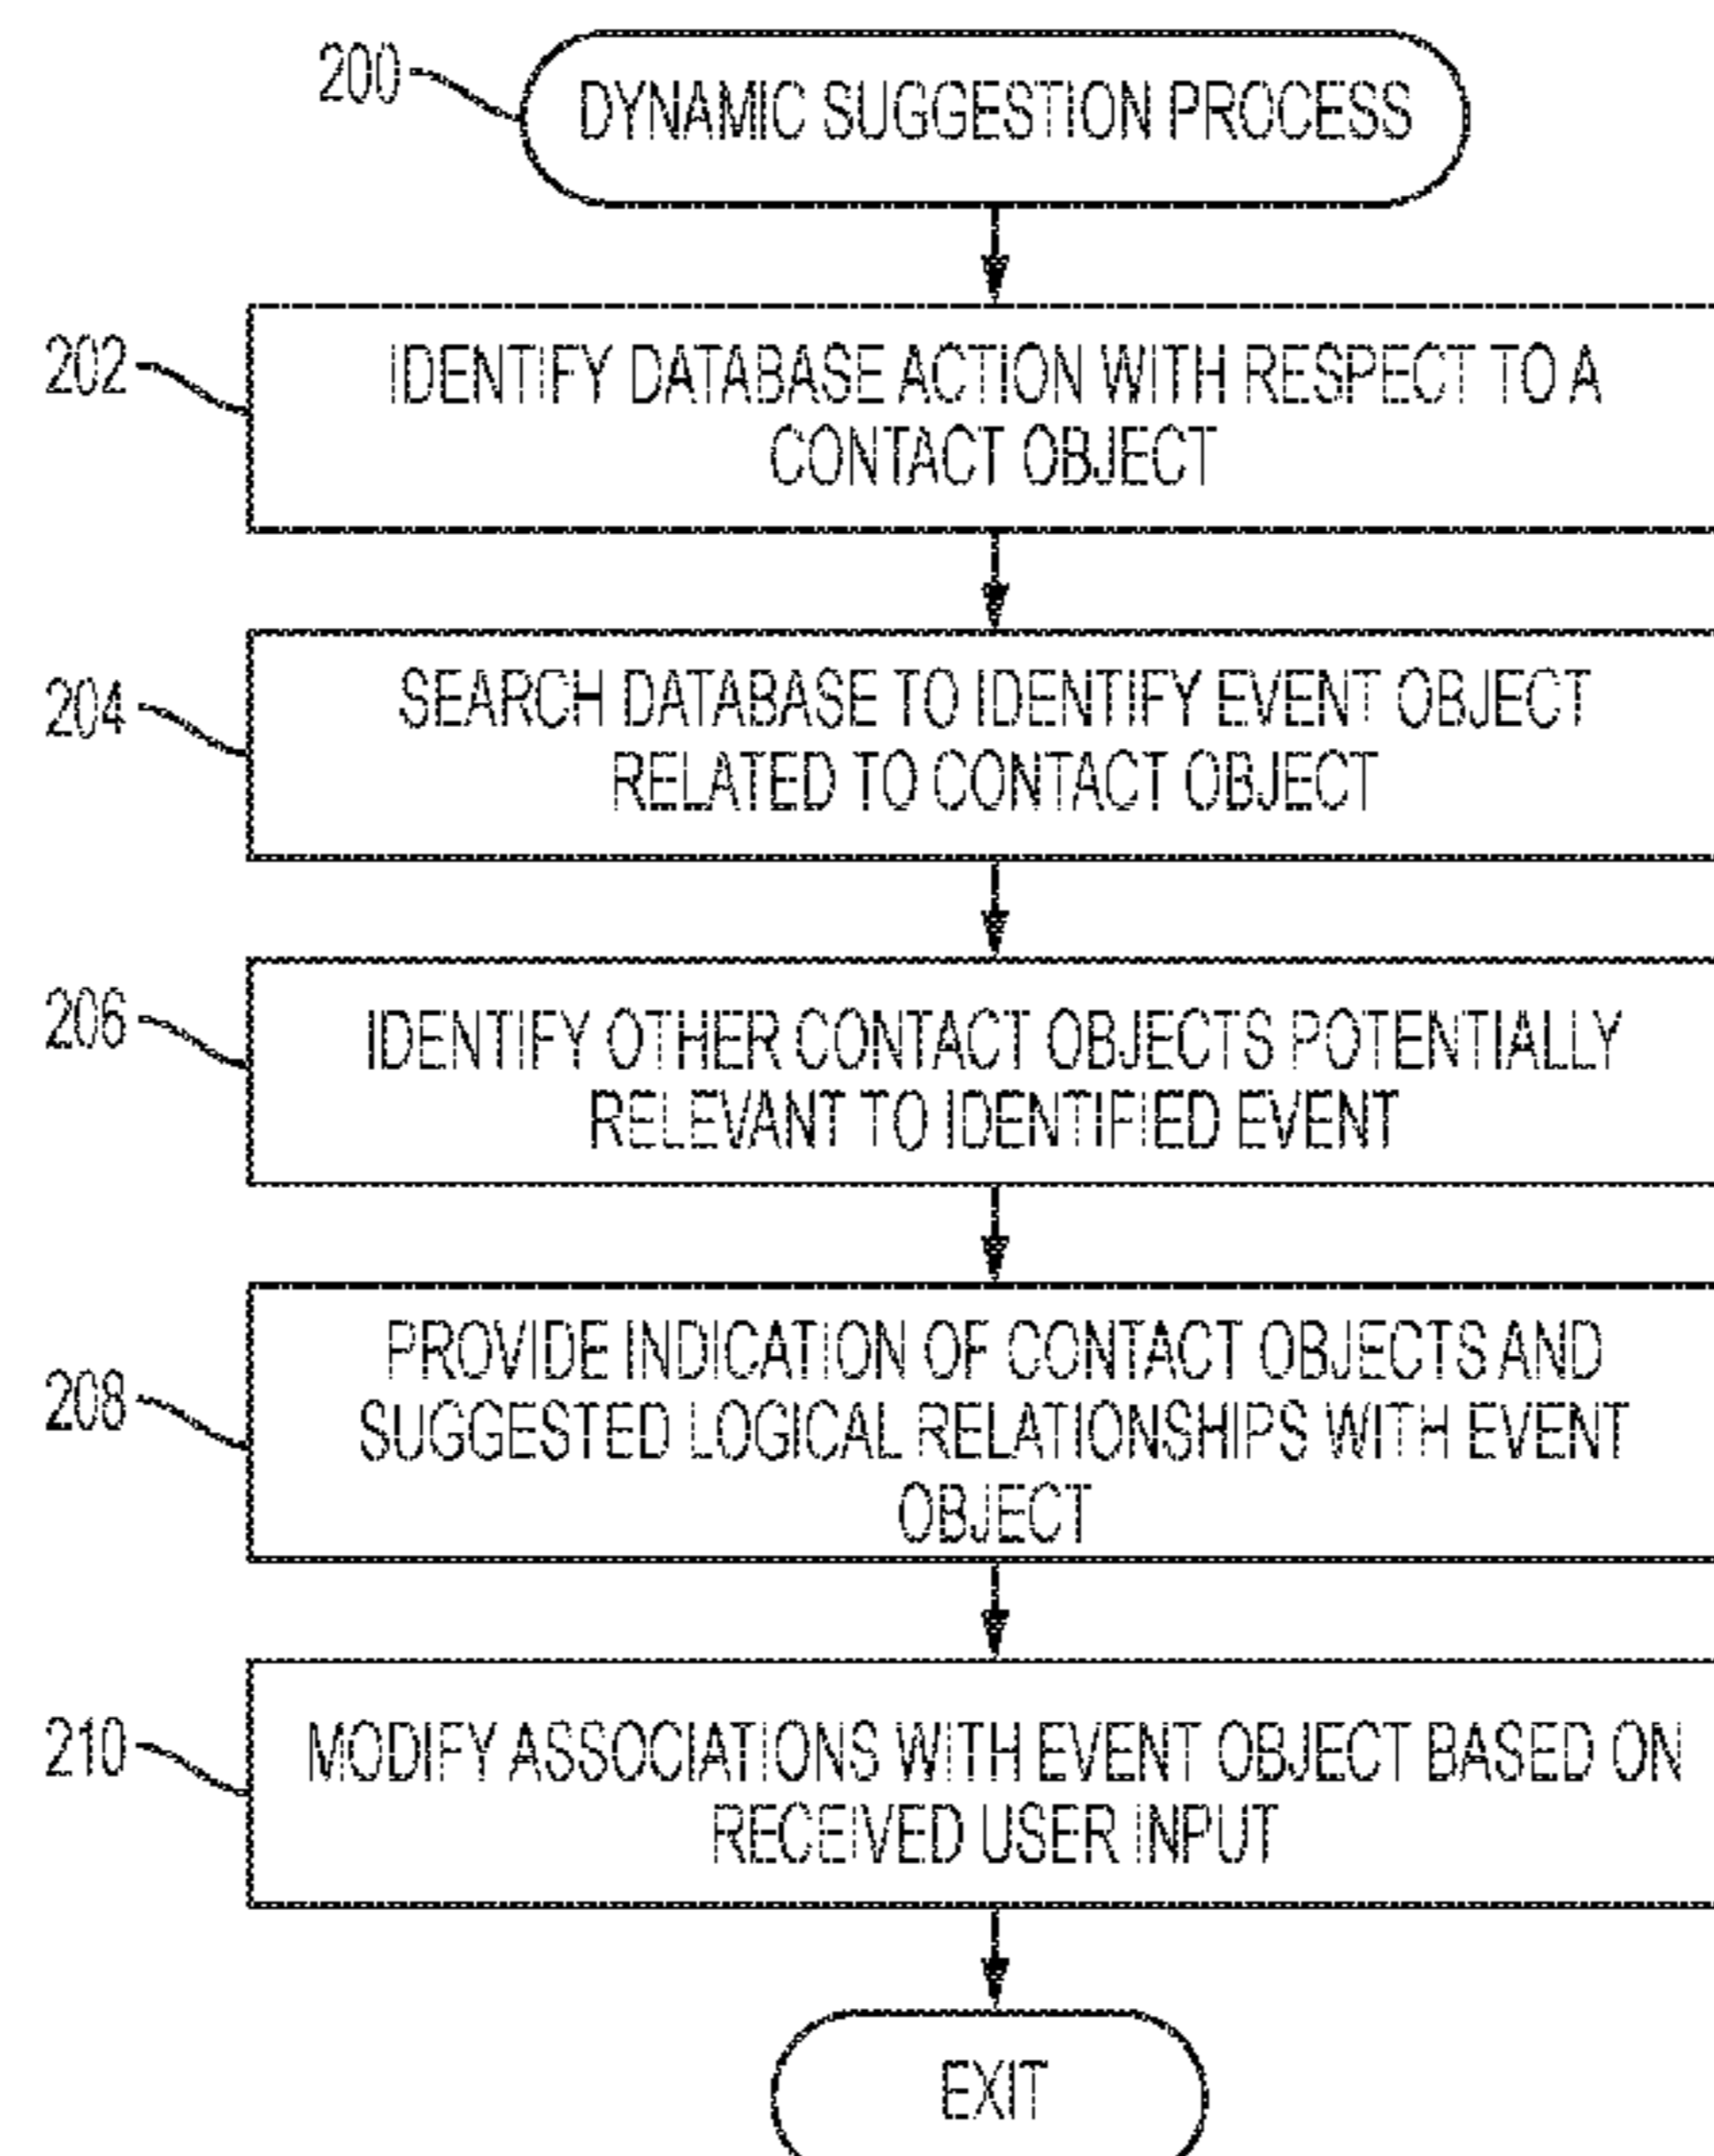 200
DYNAMIC SUGGESTION PROCESS
202
IDENTIFY DATABASE ACTION WITH RESPECT TO A
CONTACT OBJECT
204
SEARCH DATABASE TO IDENTIFY EVENT OBJECT
RELATED TO CONTACT OBJECT
206
IDENTIFY OTHER CONTACT OBJECTS POTENTIALLY
RELEVANT TO IDENTIFIED EVENT
208
PROVIDE INDICATION OF CONTACT OBJECTS AND
SUGGESTED LOGICAL RELATIONSHIPS WITH EVENT
OBJECT
210
MODIFY ASSOCIATIONS WITH EVENT OBJECT BASED ON
RECEIVED USER INPUT
EXIT